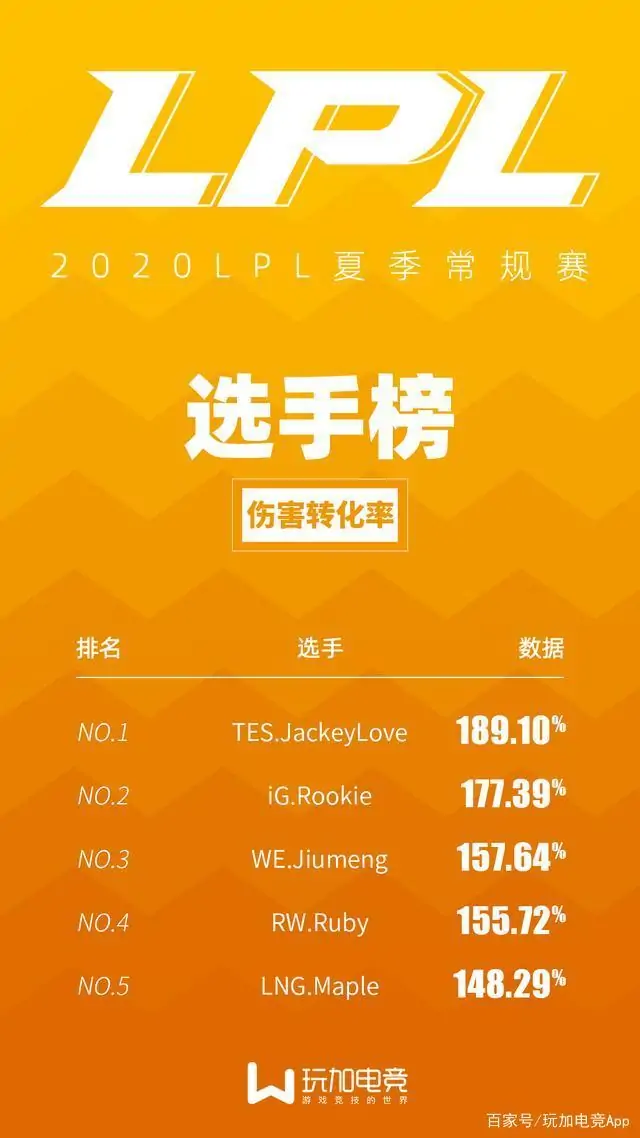 LPL
2020LPL夏季常规赛
选手榜
伤害转化率
排名 选手 数据
NO.1 TES.JackeyLove 189.10%
NO.2 iG.Rookie 177.39%
NO.3 WE.Jiumeng 157.64%
NO.4 RW.Ruby 155.72%
NO.5 LNG.Maple 148.29%
玩加电竞
游戏竞技的世界
百家号/玩加电竞App